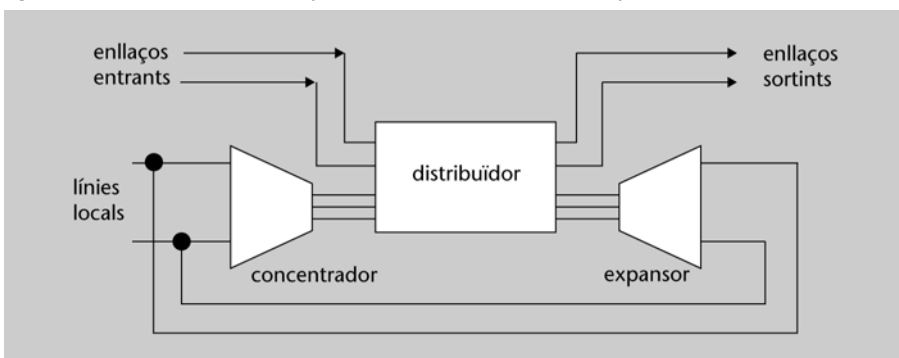 enllaços
entrants
enllaços
sortints
distribuïdor
línies
locals
concentrador
expansor